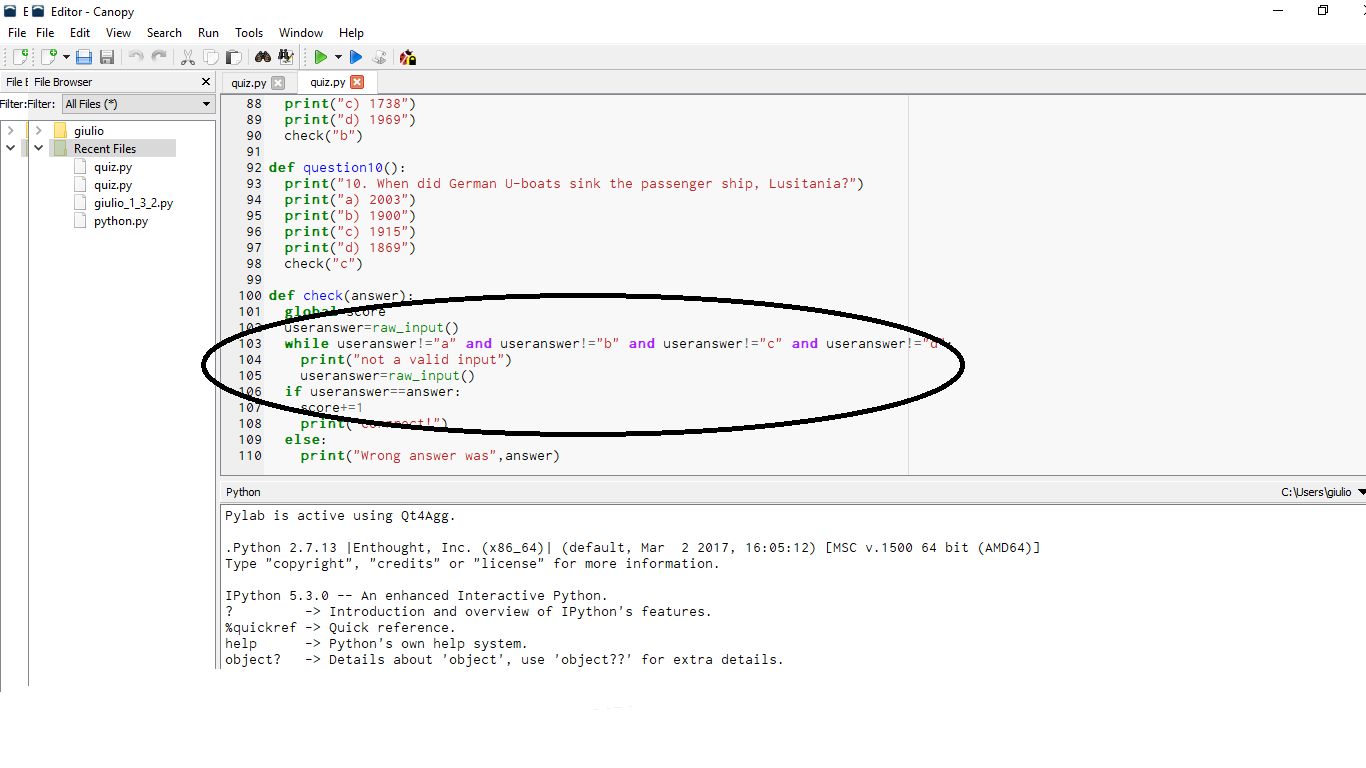 E Editor - Canopy
File File Edit View Search Run Tools Window Help
File E File Browser
quiz.py quiz.py
Filter:Filter: All Files (*)
giulio
Recent Files
quiz.py
quiz.py
giulio_1_3_2.py
python.py
88 print("c) 1738")
89 print("d) 1969")
90 check("b")
91
92 def question10():
93 print("10. When did German U-boats sink the passenger ship, Lusitania?")
94 print("a) 2003")
95 print("b) 1900")
96 print("c) 1915")
97 print("d) 1869")
98 check("c")
99
100 def check(answer):
101 global score
102 useranswer=raw_input()
103 while useranswer!="a" and useranswer!="b" and useranswer!="c" and useranswer!="d":
104 print("not a valid input")
105 useranswer=raw_input()
106 if useranswer==answer:
107 score+=1
108 print("correct!")
109 else:
110 print("Wrong answer was",answer)
Python C:\Users\giulio
Pylab is active using Qt4Agg.
.Python 2.7.13 |Enthought, Inc. (x86_64)| (default, Mar  2 2017, 16:05:12) [MSC v.1500 64 bit (AMD64)]
Type "copyright", "credits" or "license" for more information.
IPython 5.3.0 -- An enhanced Interactive Python.
? -> Introduction and overview of IPython's features.
%quickref -> Quick reference.
help -> Python's own help system.
object? -> Details about 'object', use 'object??' for extra details.